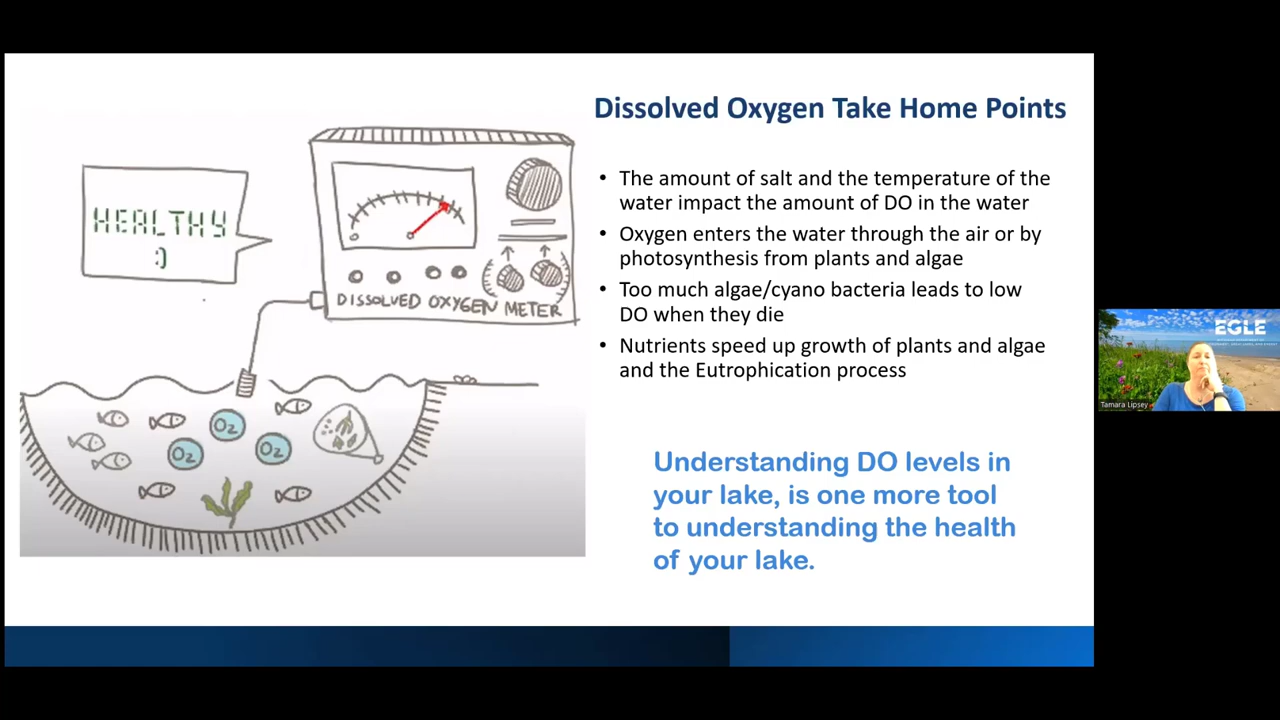 Dissolved Oxygen Take Home Points
HEALTHY
:)
DISSOLVED OXYGEN METER
O2
O2
O2
• The amount of salt and the temperature of the
water impact the amount of DO in the water
• Oxygen enters the water through the air or by
photosynthesis from plants and algae
• Too much algae/cyano bacteria leads to low
DO when they die
• Nutrients speed up growth of plants and algae
and the Eutrophication process
Understanding DO levels in
your lake, is one more tool
to understanding the health
of your lake.
EGLE
Tamara Lipsey